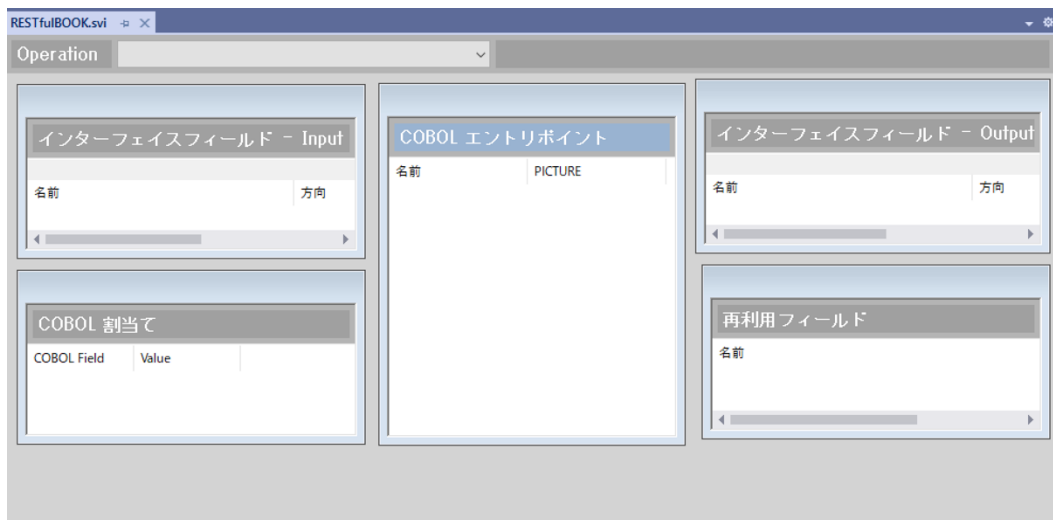 RESTfulBOOK.svi
Operation
インターフェイスフィールド - Input
名前 方向
COBOL エントリポイント
名前 PICTURE
インターフェイスフィールド - Output
名前 方向
COBOL 割当て
COBOL Field Value
再利用フィールド
名前